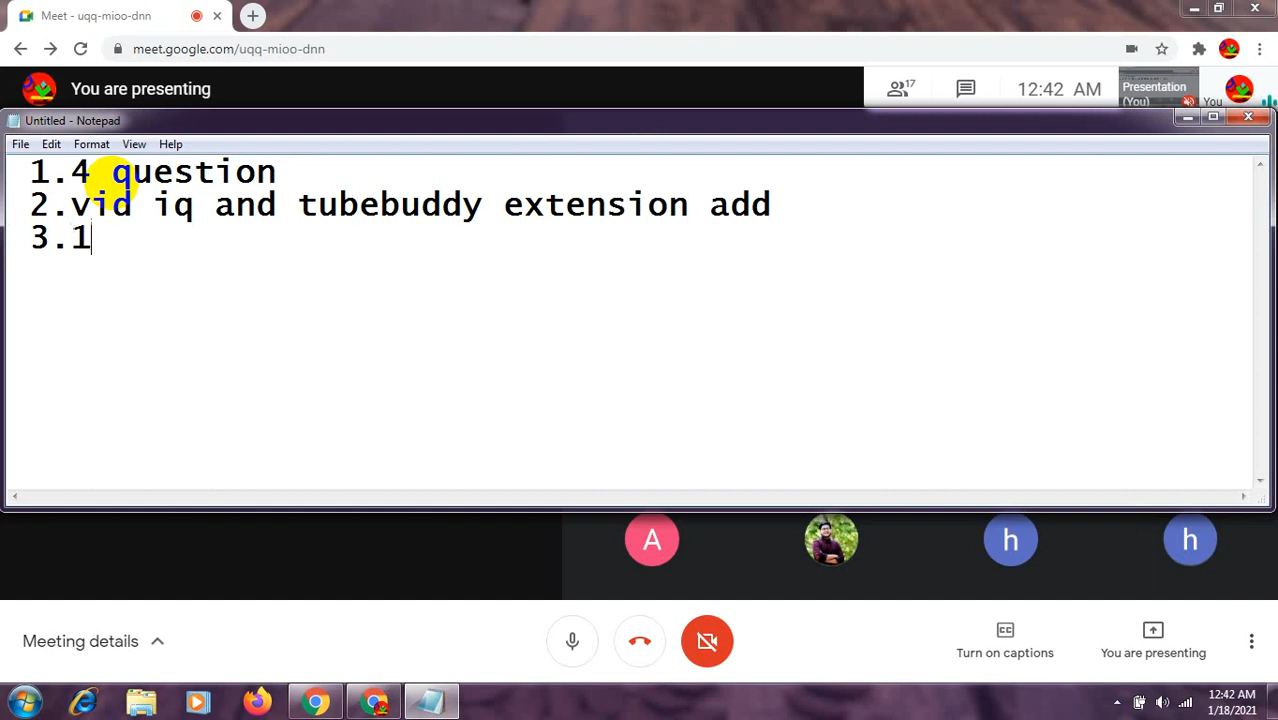 Meet - uqq-mioo-dnn
meet.google.com/uqq-mioo-dnn
You are presenting
17
12:42 AM
Presentation
(You)
You
Untitled - Notepad
File Edit Format View Help
1.4 question
2.vid iq and tubebuddy extension add
3.1
A
h
h
Meeting details
Turn on captions
You are presenting
12:42 AM
1/18/2021